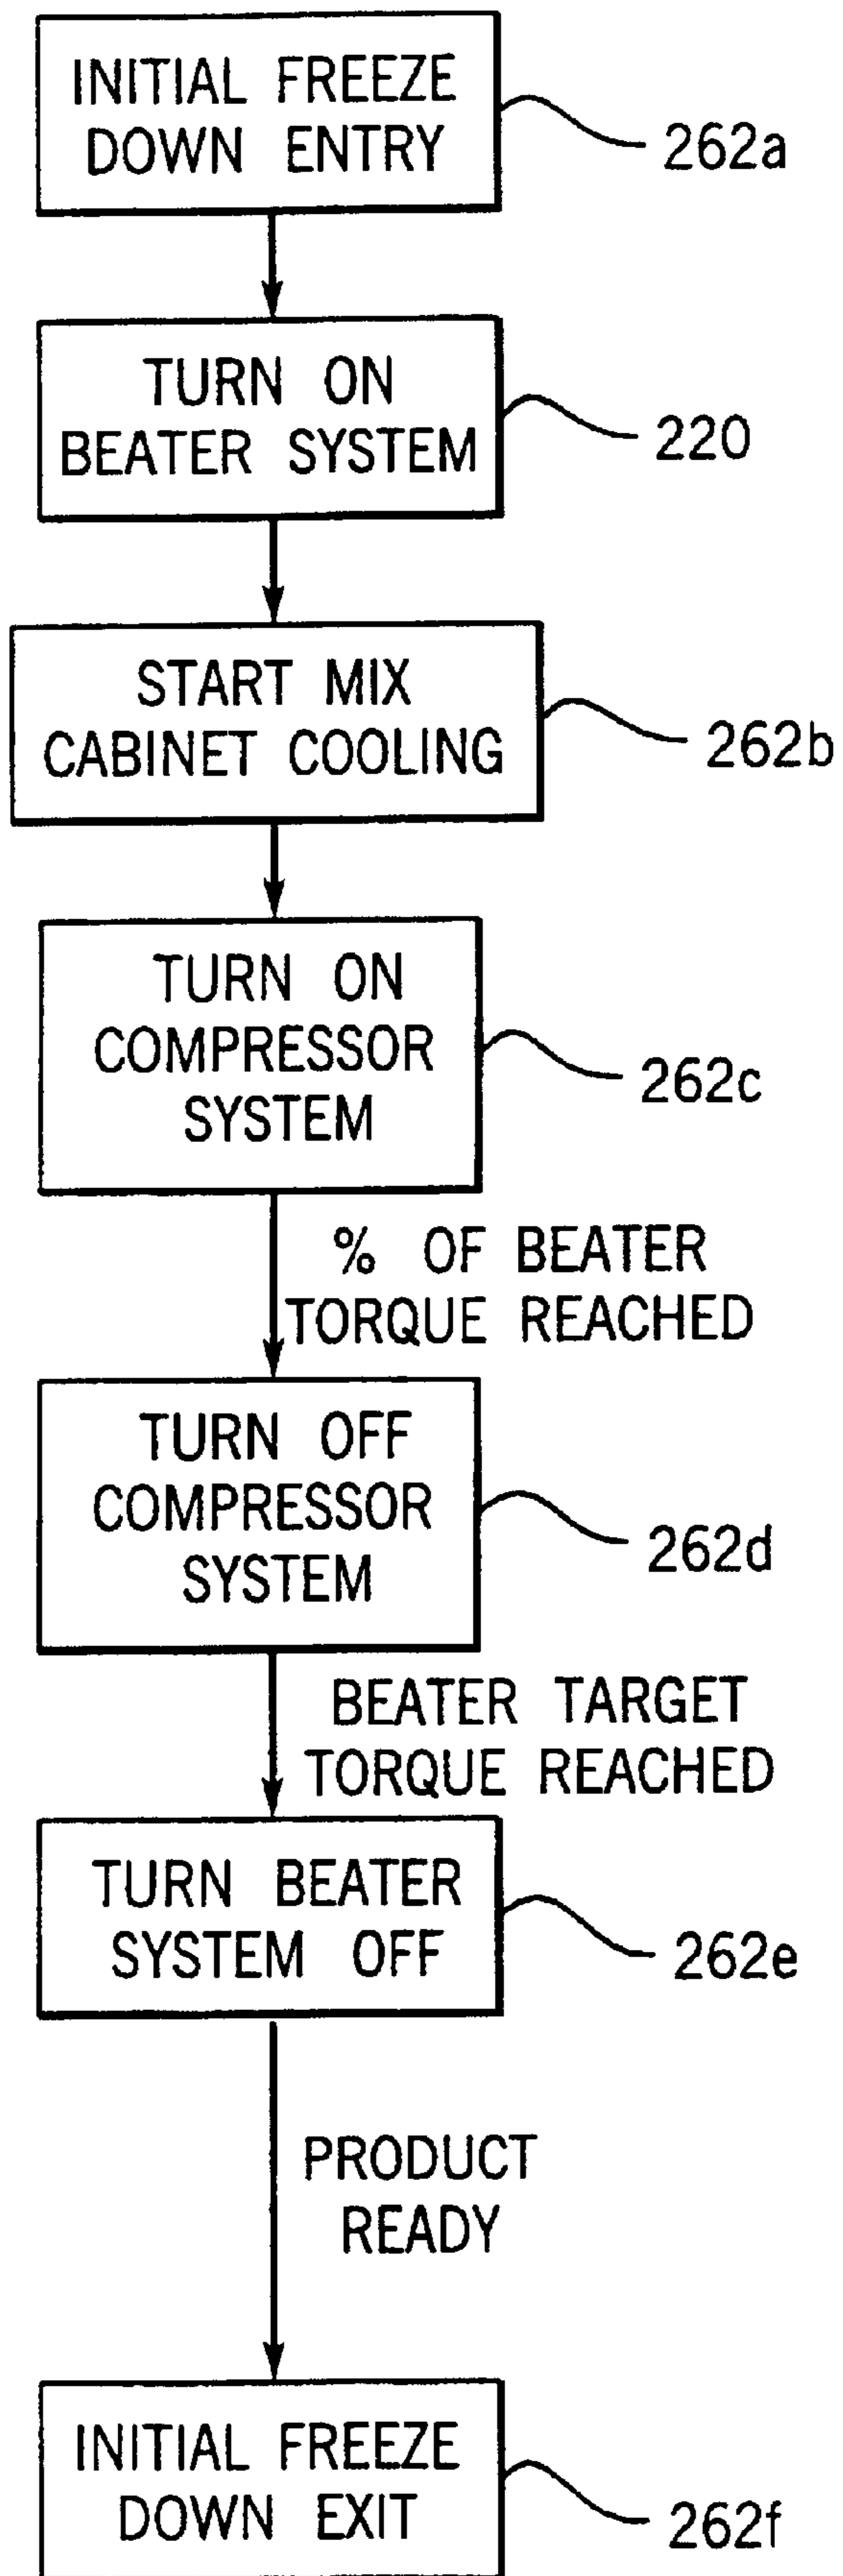 INITIAL FREEZE
DOWN ENTRY
262a
TURN ON
BEATER SYSTEM
220
START MIX
CABINET COOLING
262b
TURN ON
COMPRESSOR
SYSTEM
262c
% OF BEATER
TORQUE REACHED
TURN OFF
COMPRESSOR
SYSTEM
262d
BEATER TARGET
TORQUE REACHED
TURN BEATER
SYSTEM OFF
262e
PRODUCT
READY
INITIAL FREEZE
DOWN EXIT
262f